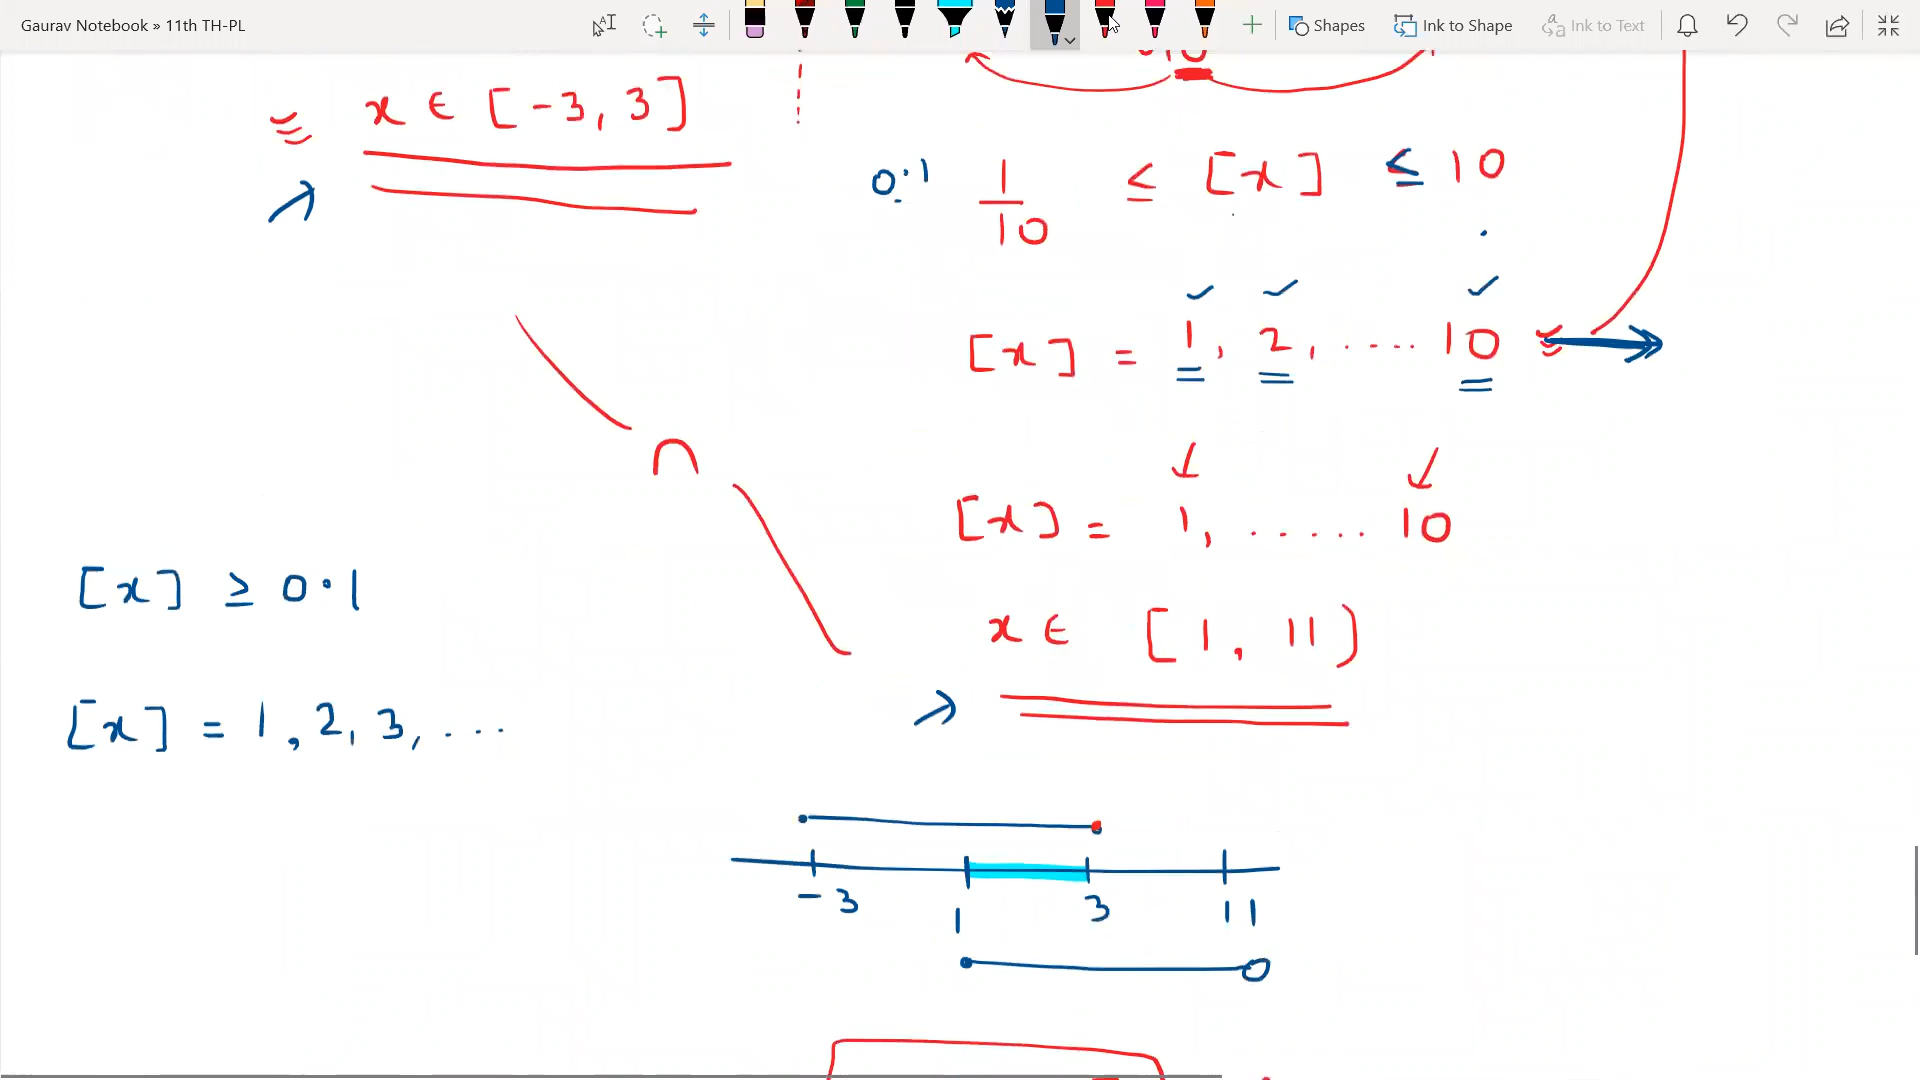 Gaurav Notebook » 11th TH-PL
Shapes
Ink to Shape
Ink to Text
x ∈ [-3, 3]
0.1 1/10 ≤ [x] ≤ 10
[x] = 1, 2, .... 10
∩
[x] = 1, ...... 10
[x] ≥ 0.1
x ∈ [1, 11)
[x] = 1, 2, 3, ...
-3 1 3 11